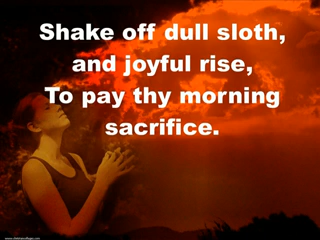 Shake off dull sloth,
and joyful rise,
To pay thy morning
sacrifice.